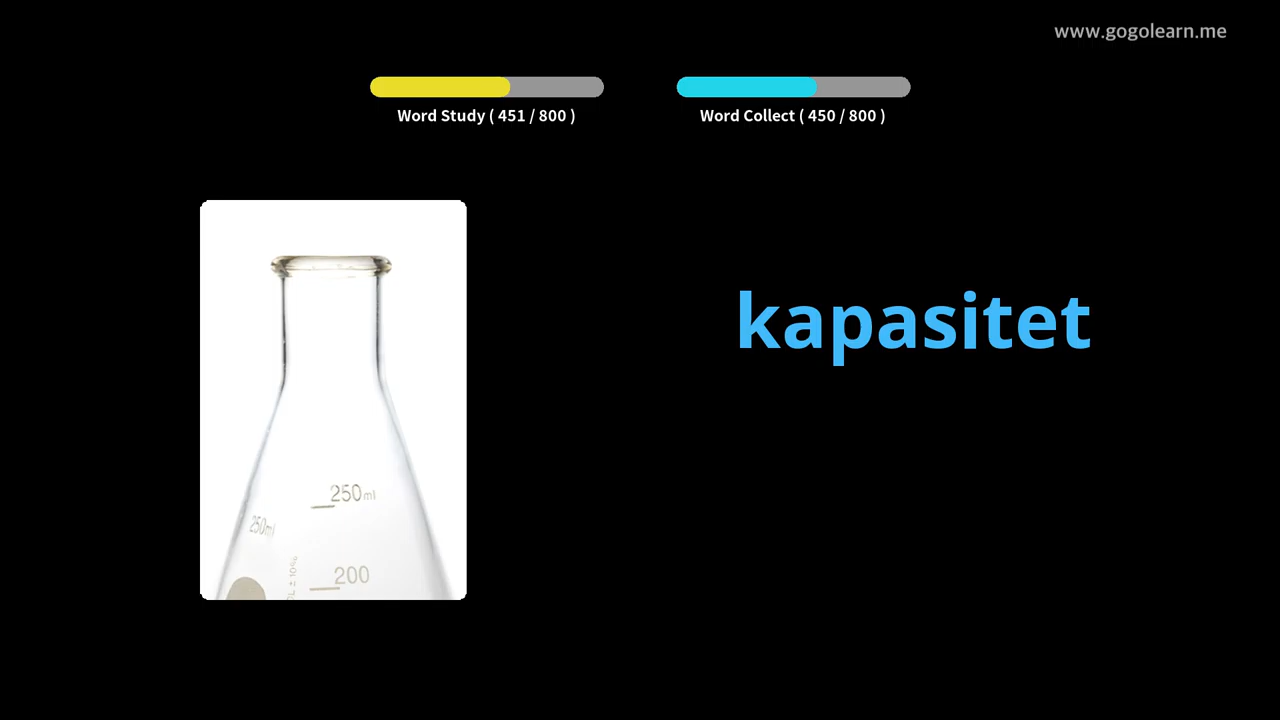 www.gogolearn.me
Word Study ( 451 / 800 )
Word Collect ( 450 / 800 )
kapasitet
250ml
250ml
200